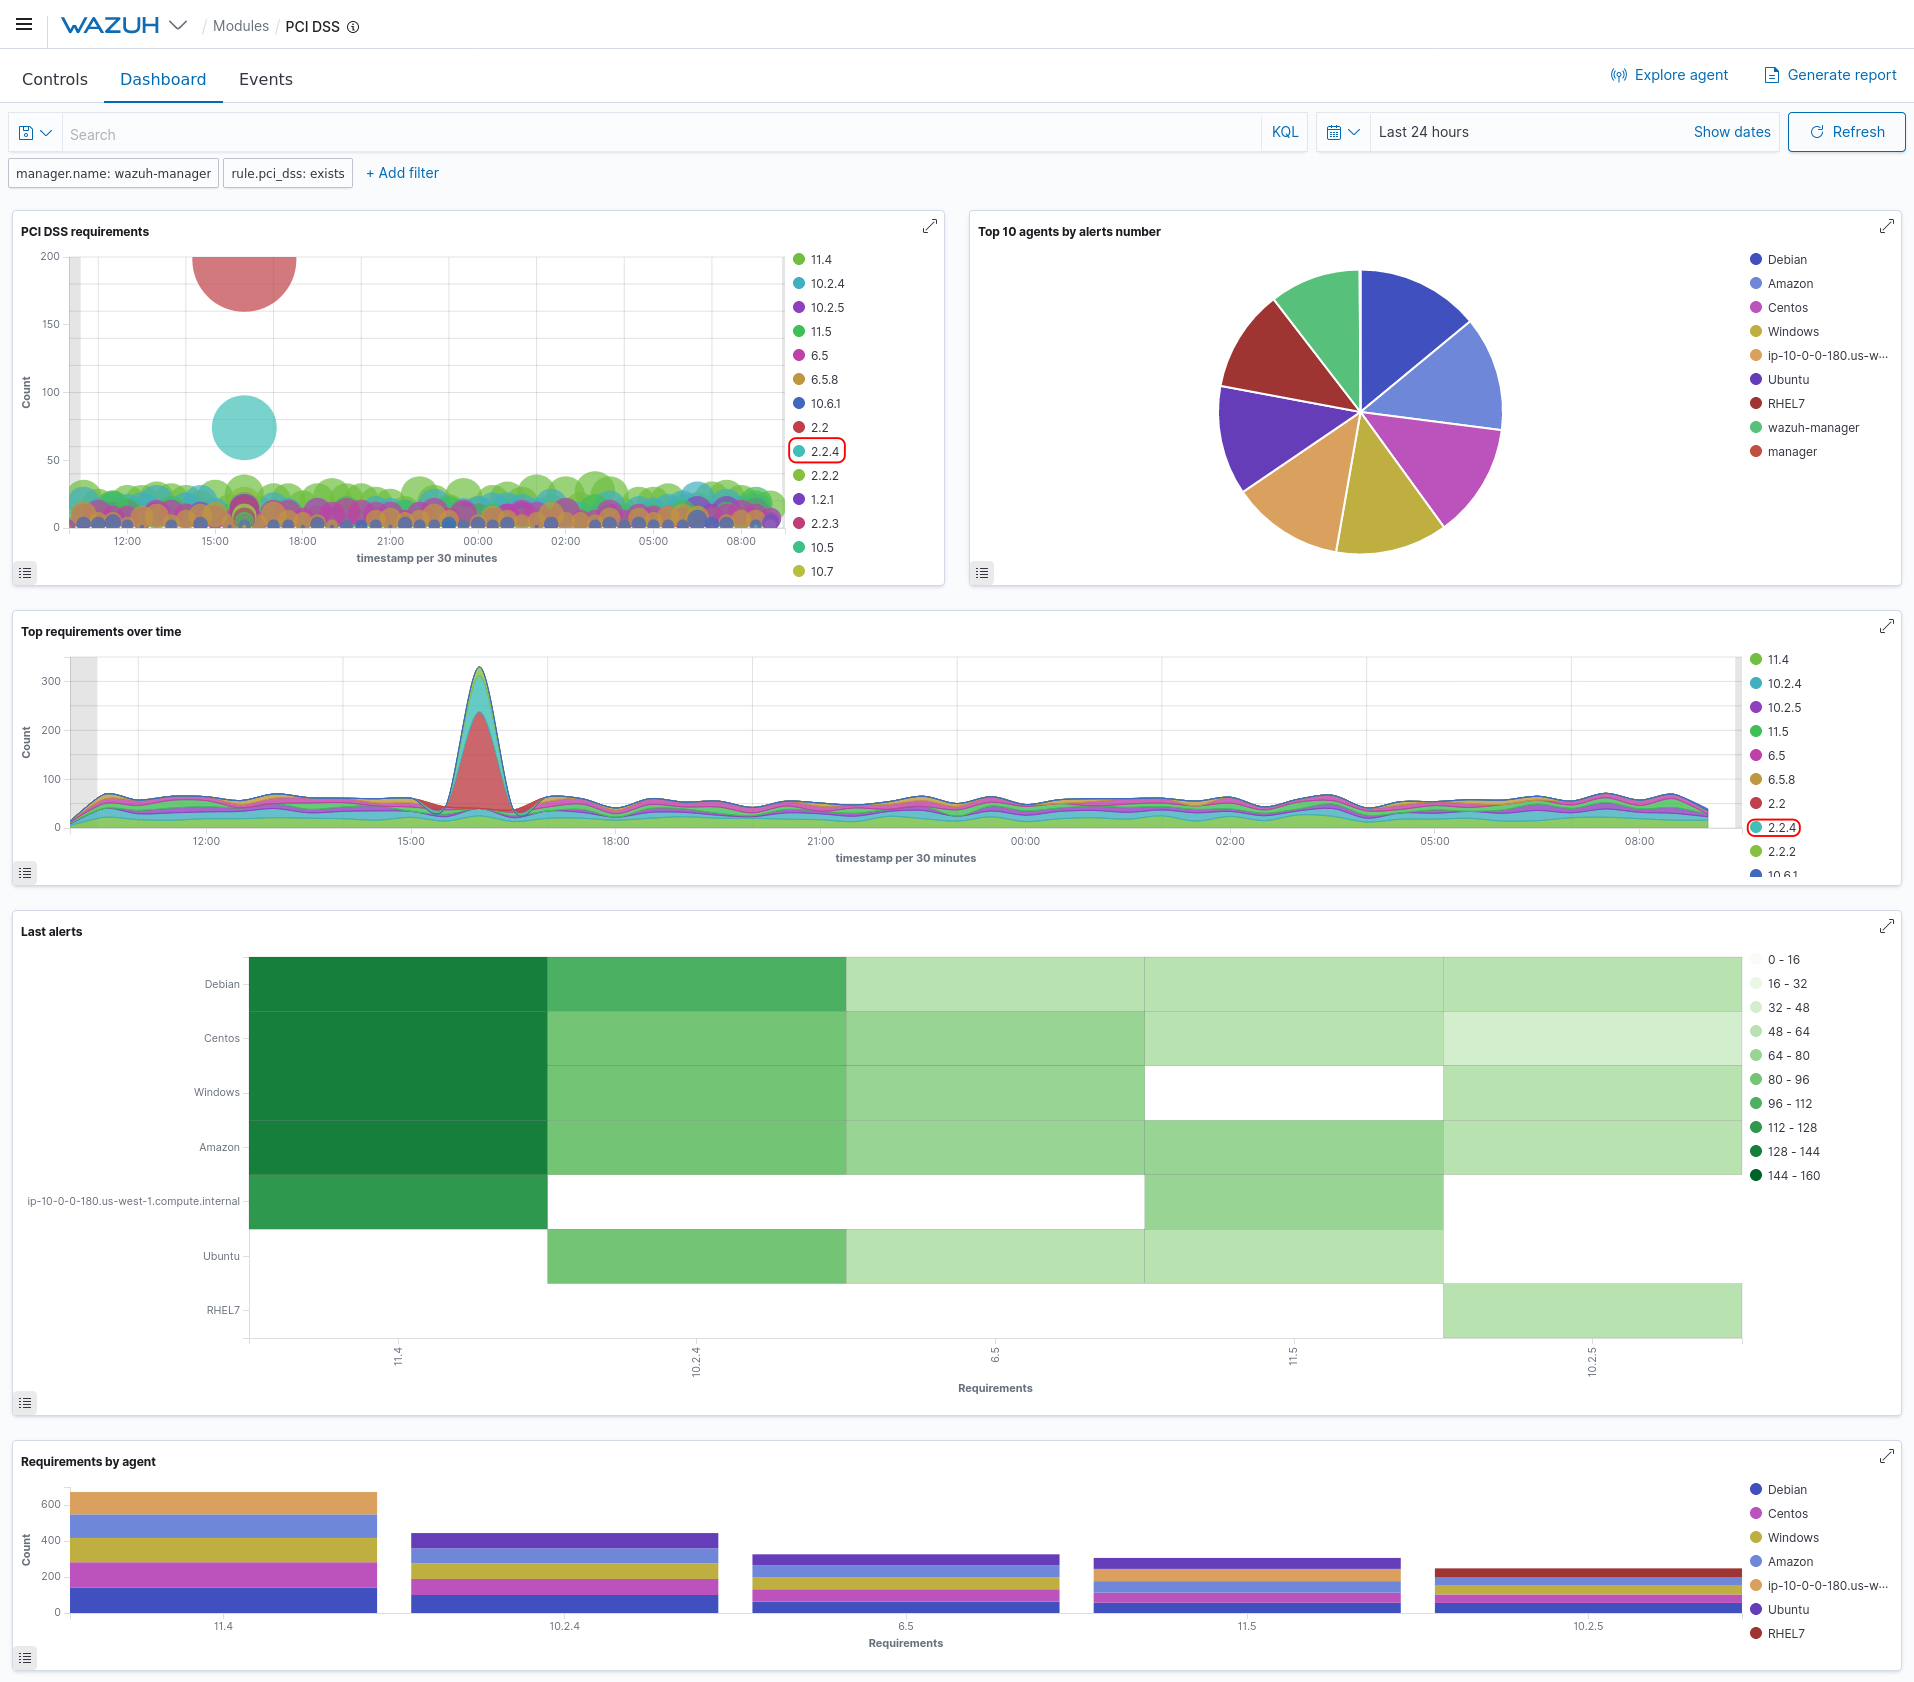 WAZUH / Modules / PCI DSS
Controls Dashboard Events Explore agent Generate report
Search KQL Last 24 hours Show dates Refresh
manager.name: wazuh-manager rule.pci_dss: exists + Add filter
PCI DSS requirements
200
150
100
50
0
Count
12:00 15:00 18:00 21:00 00:00 02:00 05:00 08:00
timestamp per 30 minutes
11.4
10.2.4
10.2.5
11.5
6.5
6.5.8
10.6.1
2.2
2.2.4
2.2.2
1.2.1
2.2.3
10.5
10.7
Top 10 agents by alerts number
Debian
Amazon
Centos
Windows
ip-10-0-0-180.us-w...
Ubuntu
RHEL7
wazuh-manager
manager
Top requirements over time
300
200
100
0
Count
12:00 15:00 18:00 21:00 00:00 02:00 05:00 08:00
timestamp per 30 minutes
11.4
10.2.4
10.2.5
11.5
6.5
6.5.8
2.2
2.2.4
2.2.2
10.6.1
Last alerts
Debian
Centos
Windows
Amazon
ip-10-0-0-180.us-west-1.compute.internal
Ubuntu
RHEL7
11.4 10.2.4 6.5 11.5 10.2.5
Requirements
0 - 16
16 - 32
32 - 48
48 - 64
64 - 80
80 - 96
96 - 112
112 - 128
128 - 144
144 - 160
Requirements by agent
600
400
200
0
Count
11.4 10.2.4 6.5 11.5 10.2.5
Requirements
Debian
Centos
Windows
Amazon
ip-10-0-0-180.us-w...
Ubuntu
RHEL7